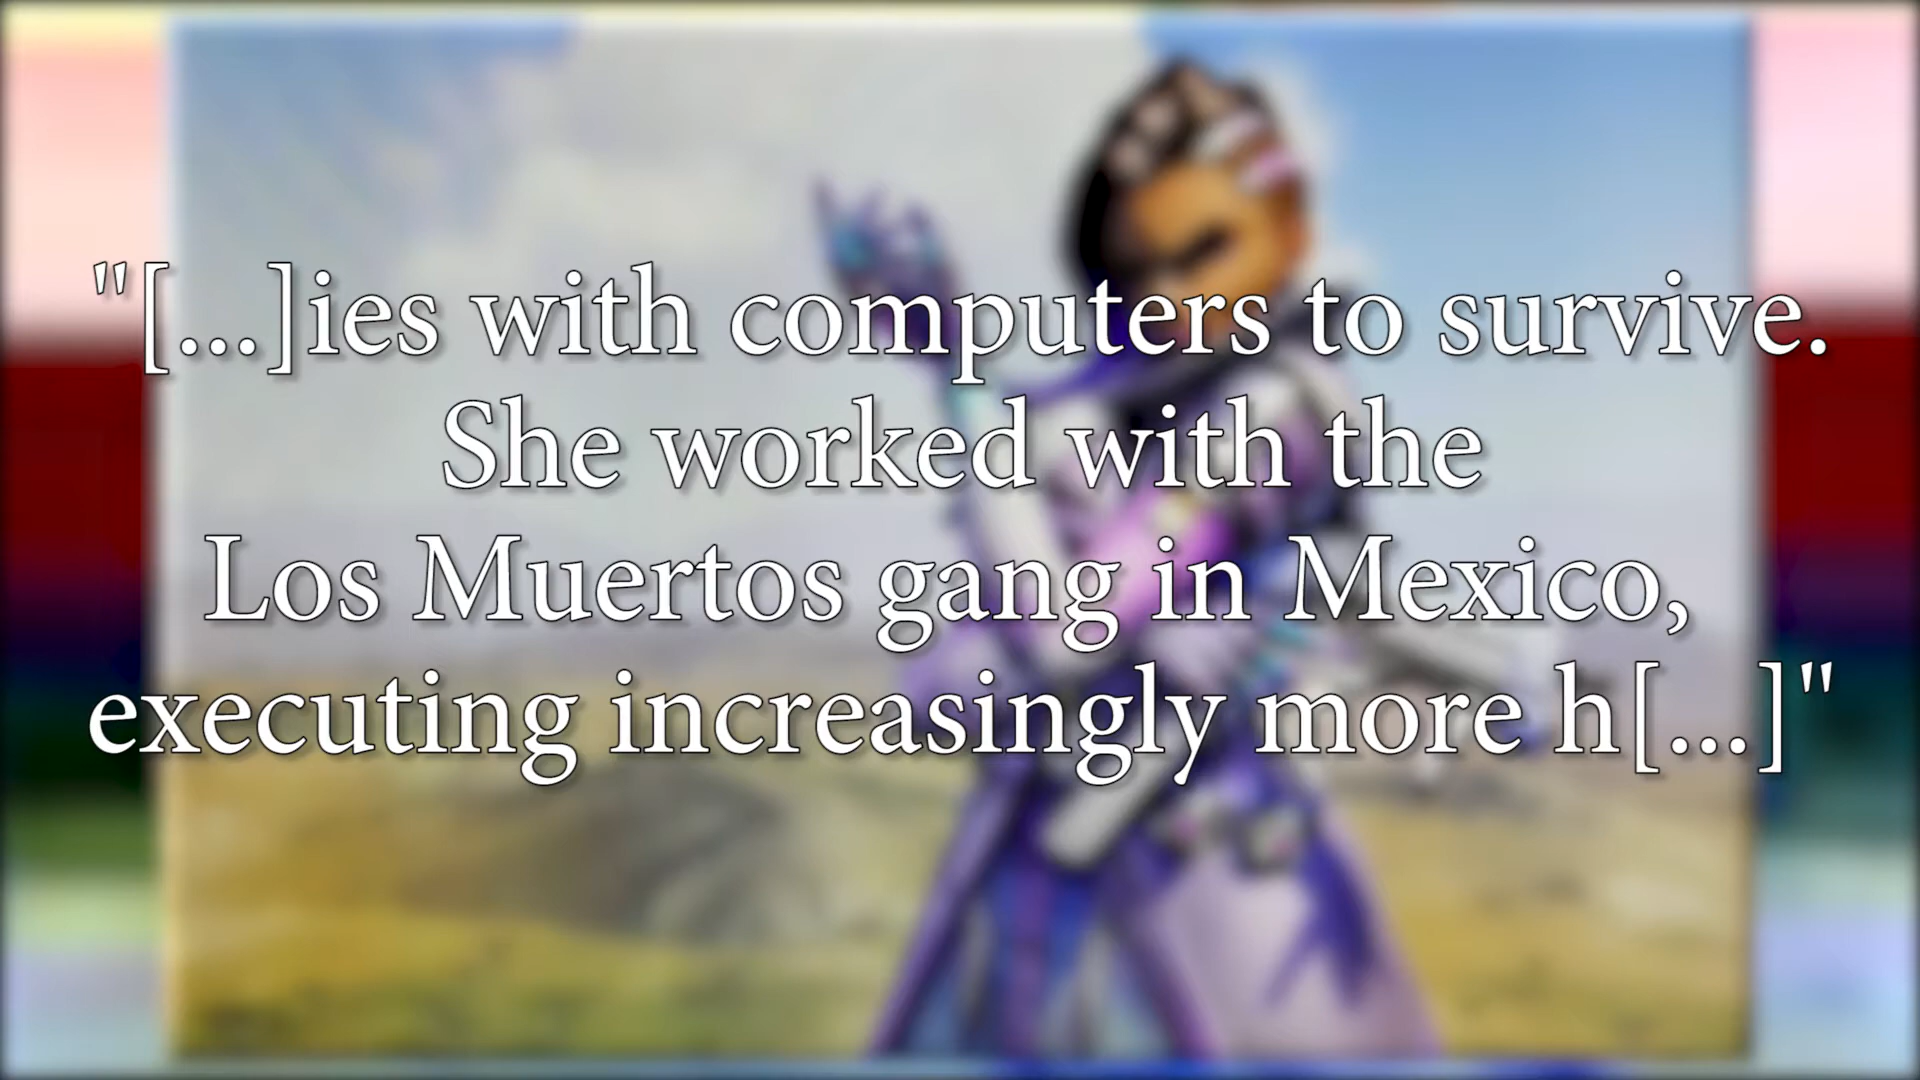 "[...]ies with computers to survive.
She worked with the
Los Muertos gang in Mexico,
executing increasingly more h[...]"